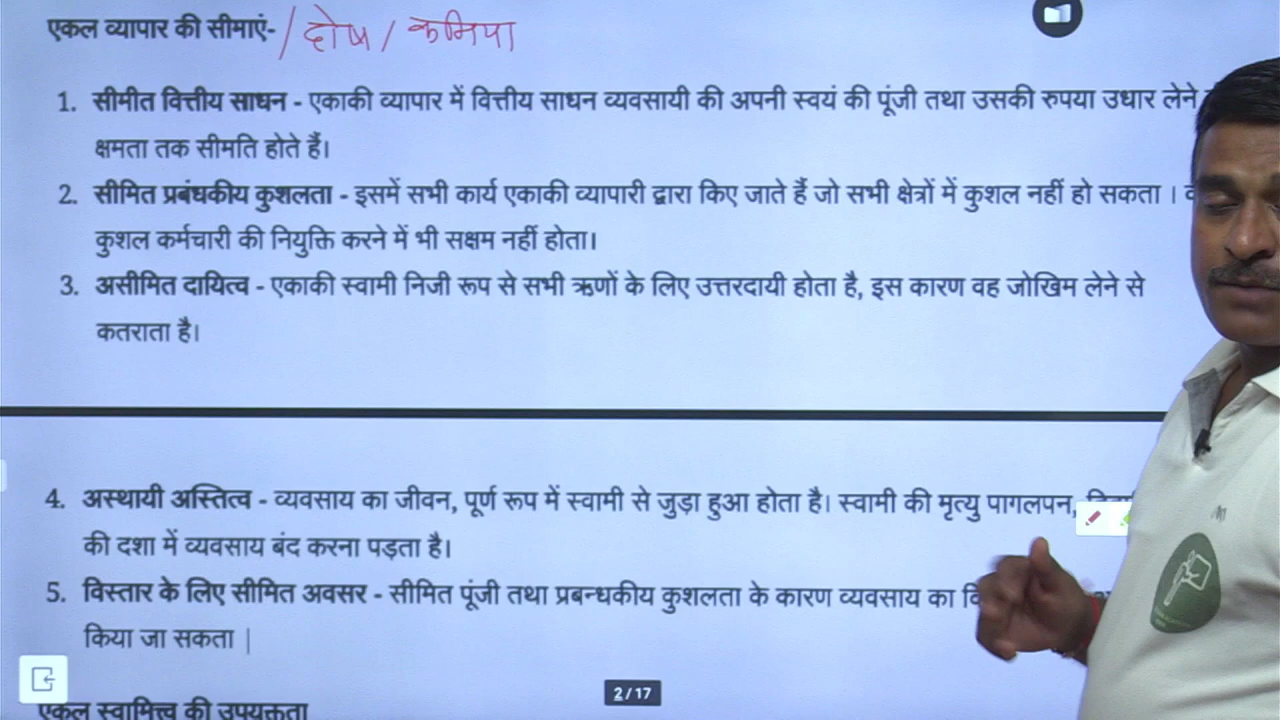 एकल व्यापार की सीमाएं- / दोष / कमिया
1. सीमीत वित्तीय साधन - एकाकी व्यापार में वित्तीय साधन व्यवसायी की अपनी स्वयं की पूंजी तथा उसकी रुपया उधार लेने
क्षमता तक सीमति होते हैं।
2. सीमित प्रबंधकीय कुशलता - इसमें सभी कार्य एकाकी व्यापारी द्वारा किए जाते हैं जो सभी क्षेत्रों में कुशल नहीं हो सकता ।
कुशल कर्मचारी की नियुक्ति करने में भी सक्षम नहीं होता।
3. असीमित दायित्व - एकाकी स्वामी निजी रूप से सभी ऋणों के लिए उत्तरदायी होता है, इस कारण वह जोखिम लेने से
कतराता है।
4. अस्थायी अस्तित्व - व्यवसाय का जीवन, पूर्ण रूप में स्वामी से जुड़ा हुआ होता है। स्वामी की मृत्यु पागलपन,
की दशा में व्यवसाय बंद करना पड़ता है।
5. विस्तार के लिए सीमित अवसर - सीमित पूंजी तथा प्रबन्धकीय कुशलता के कारण व्यवसाय का
किया जा सकता |
2/17
एकल स्वामित्त्व की उपयुक्तता